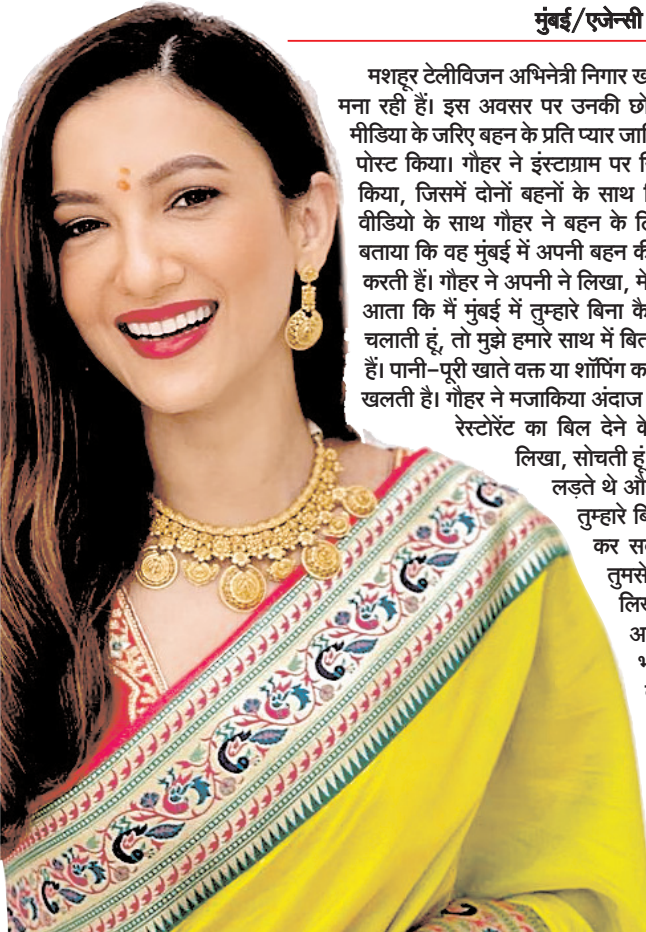 मुंबई/एजेन्सी
मशहूर टेलीविजन अभिनेत्री निगार
मना रही हैं। इस अवसर पर उनकी
मीडिया के जरिए बहन के प्रति प्यार
पोस्ट किया। गौहर ने इंस्टाग्राम पर
किया, जिसमें दोनों बहनों के साथ
वीडियो के साथ गौहर ने बहन के
बताया कि वह मुंबई में अपनी बहन
करती हैं। गौहर ने अपनी ने लिखा,
आता कि मैं मुंबई में तुम्हारे बिना
चलाती हूं, तो मुझे हमारे साथ में
हैं। पानी-पूरी खाते वक्त या शॉपिंग
खलती है। गौहर ने मजाकिया अंदाज
रेस्टोरेंट का बिल देने
लिखा, सोचती हूं
लड़ते थे
तुम्हारे
कर
तुमसे